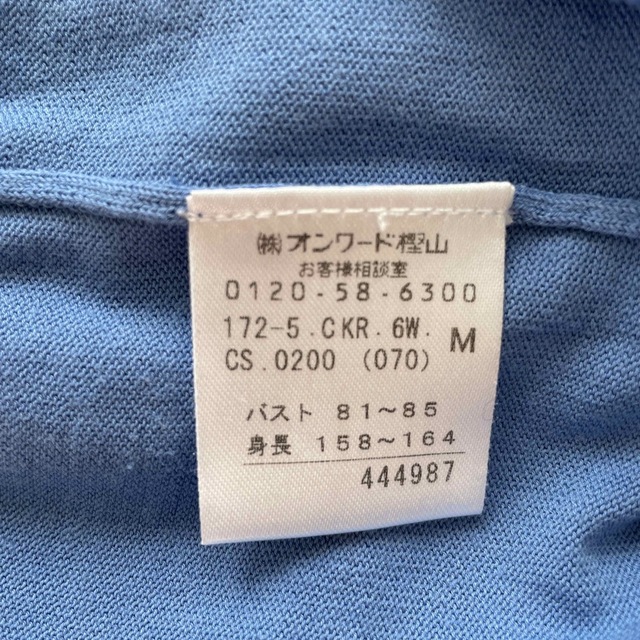 ㈱オンワード樫山
お客様相談室
0120-58-6300
172-5.CKR.6W. M
CS.0200 (070)
バスト 81～85
身長 158～164
444987